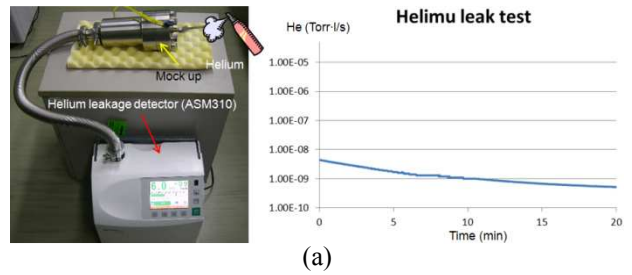 Helium
Mock up
Helium leakage detector (ASM310)
6.0
Helimu leak test
He (Torr·l/s)
1.00E-05
1.00E-06
1.00E-07
1.00E-08
1.00E-09
1.00E-10
0 5 10 15 20
Time (min)
(a)